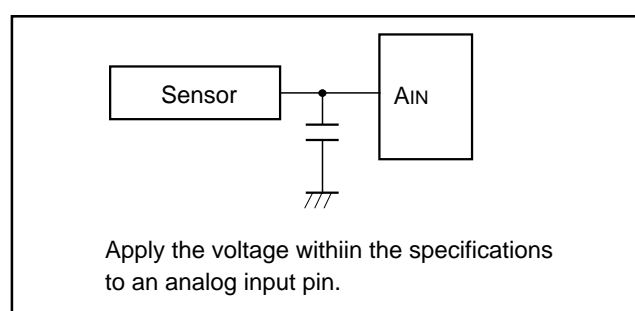 Sensor
AIN
Apply the voltage withiin the specifications
to an analog input pin.